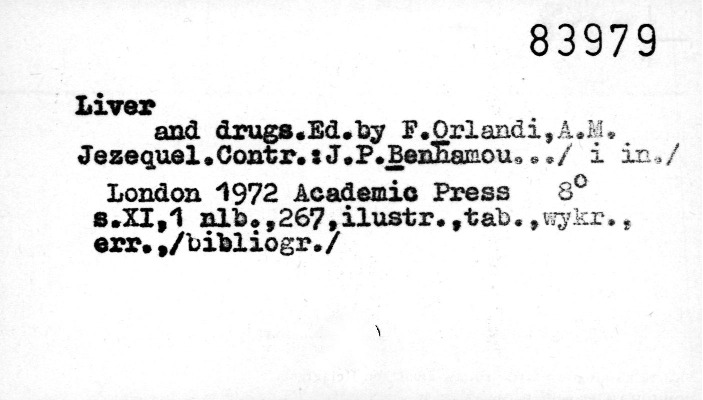 83979
Liver
and drugs.Ed.by F.Orlandi,A.M.
Jezequel.Contr.:J.P.Benhamou.../ i in./
London 1972 Academic Press 8°
s.XI,1 nlb.,267,ilustr.,tab.,wykr.,
err.,/bibliogr./